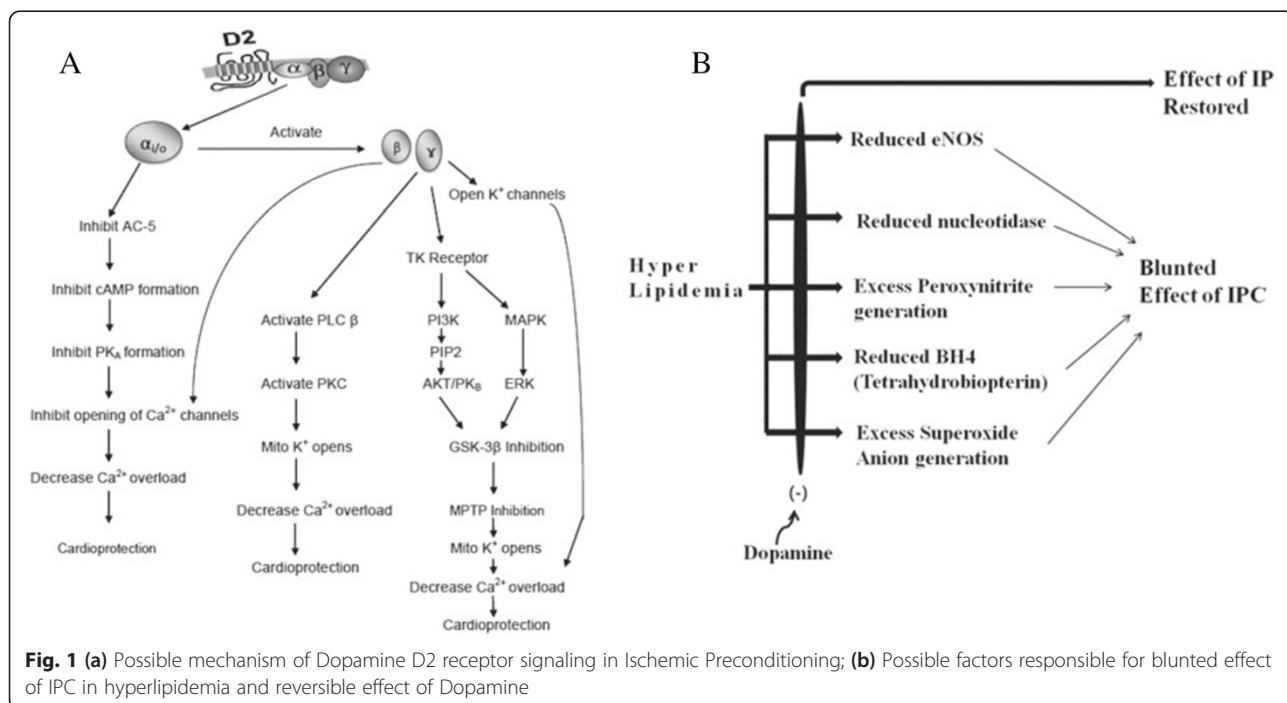 A
D2
α β γ
α i/o
Activate
β γ
Open K⁺ channels
Inhibit AC-5
TK Receptor
Inhibit cAMP formation
Activate PLC β
PI3K
MAPK
Inhibit PKA formation
PIP2
Activate PKC
AKT/PKB
ERK
Inhibit opening of Ca²⁺ channels
Mito K⁺ opens
GSK-3β Inhibition
Decrease Ca²⁺ overload
Decrease Ca²⁺ overload
MPTP Inhibition
Mito K⁺ opens
Cardioprotection
Cardioprotection
Decrease Ca²⁺ overload
Cardioprotection
B
Effect of IP
Restored
Reduced eNOS
Reduced nucleotidase
Hyper
Lipidemia
Excess Peroxynitrite
generation
Blunted
Effect of IPC
Reduced BH4
(Tetrahydrobiopterin)
Excess Superoxide
Anion generation
(-)
Dopamine
Fig. 1 (a) Possible mechanism of Dopamine D2 receptor signaling in Ischemic Preconditioning; (b) Possible factors responsible for blunted effect
of IPC in hyperlipidemia and reversible effect of Dopamine